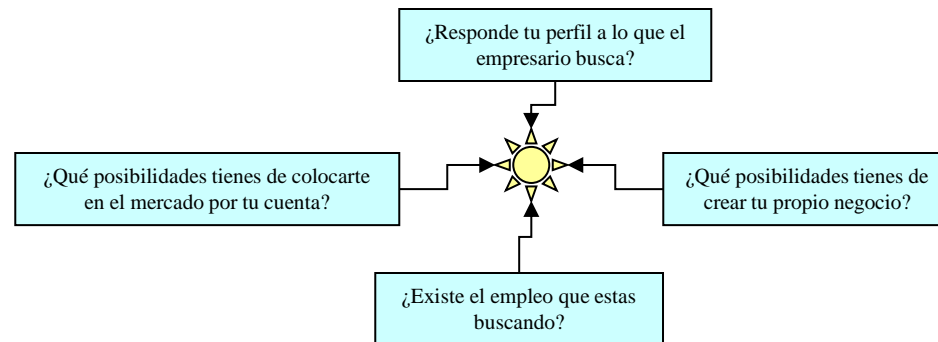 ¿Responde tu perfil a lo que el
empresario busca?
¿Qué posibilidades tienes de colocarte
en el mercado por tu cuenta?
¿Qué posibilidades tienes de
crear tu propio negocio?
¿Existe el empleo que estas
buscando?